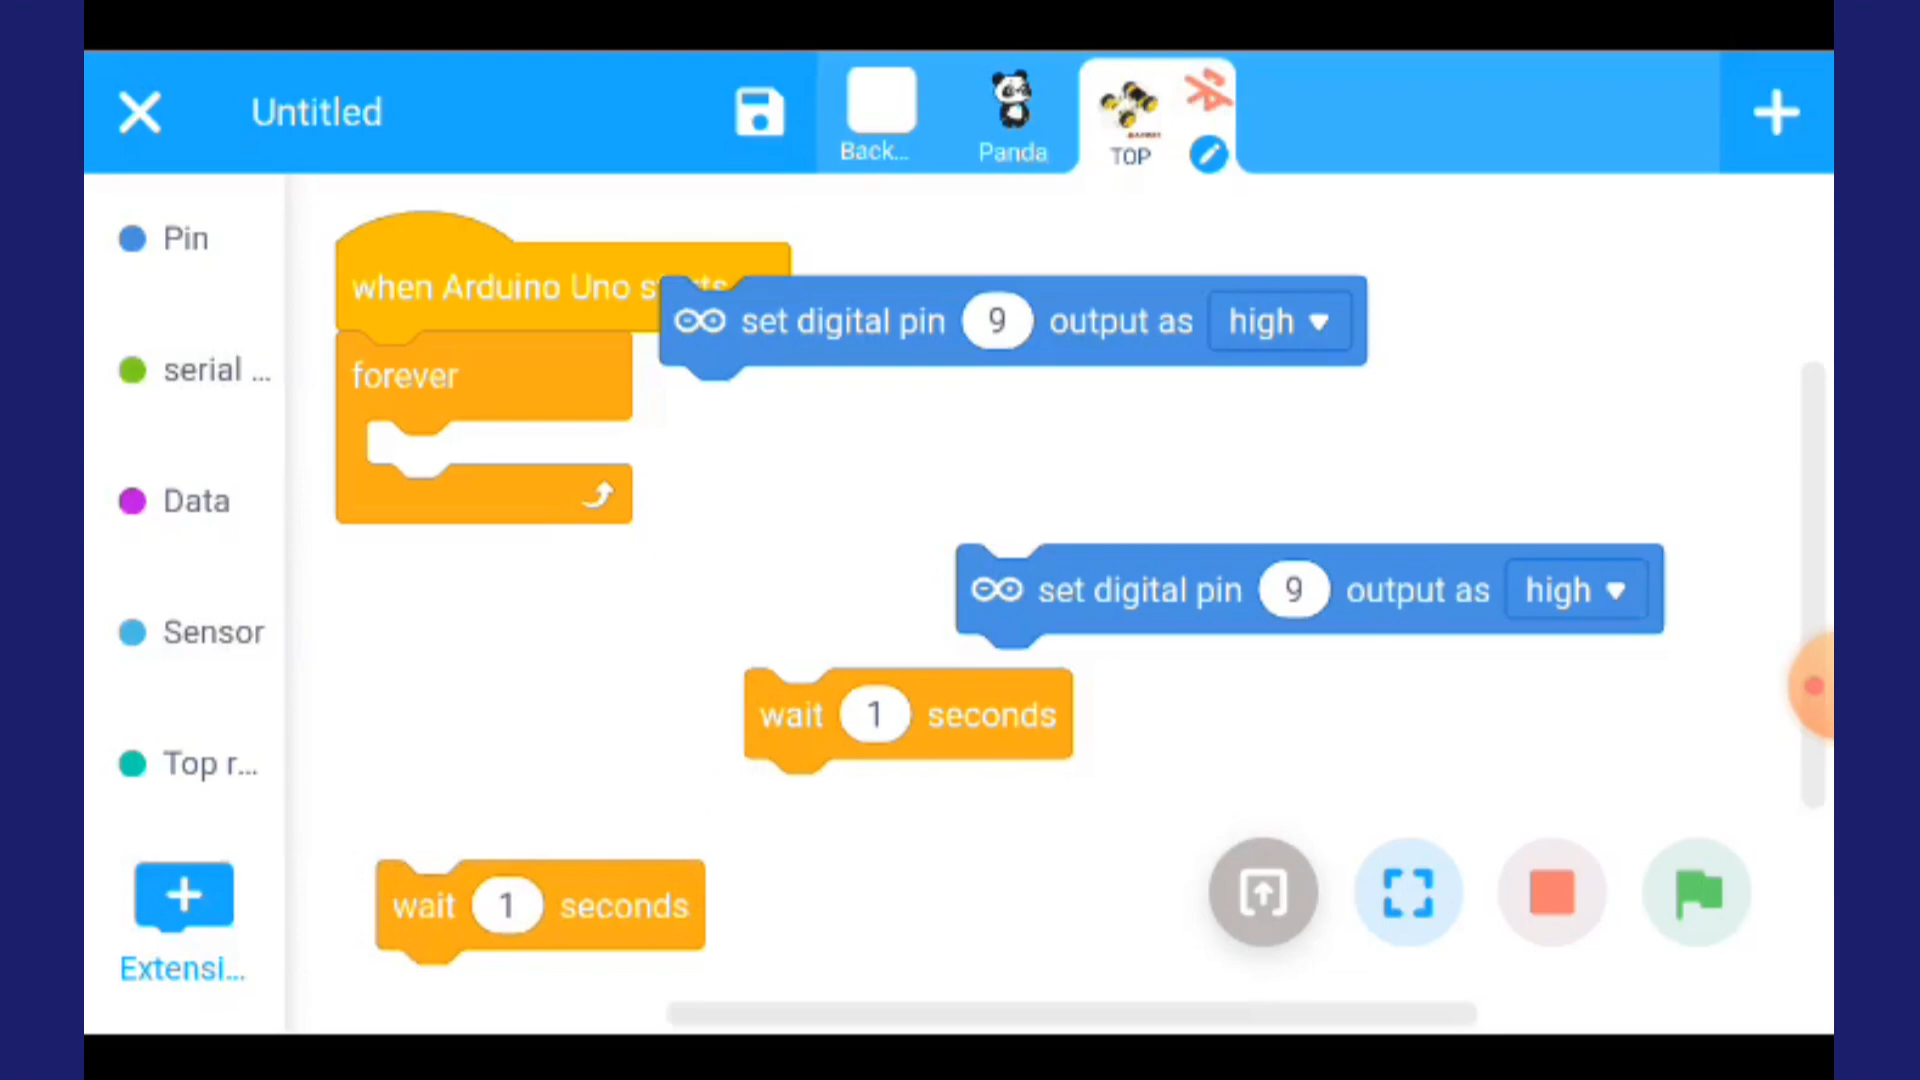 Untitled
Back...
Panda
TOP
Pin
serial ...
Data
Sensor
Top r...
Extensi...
when Arduino Uno
forever
set digital pin 9 output as high
set digital pin 9 output as high
wait 1 seconds
wait 1 seconds